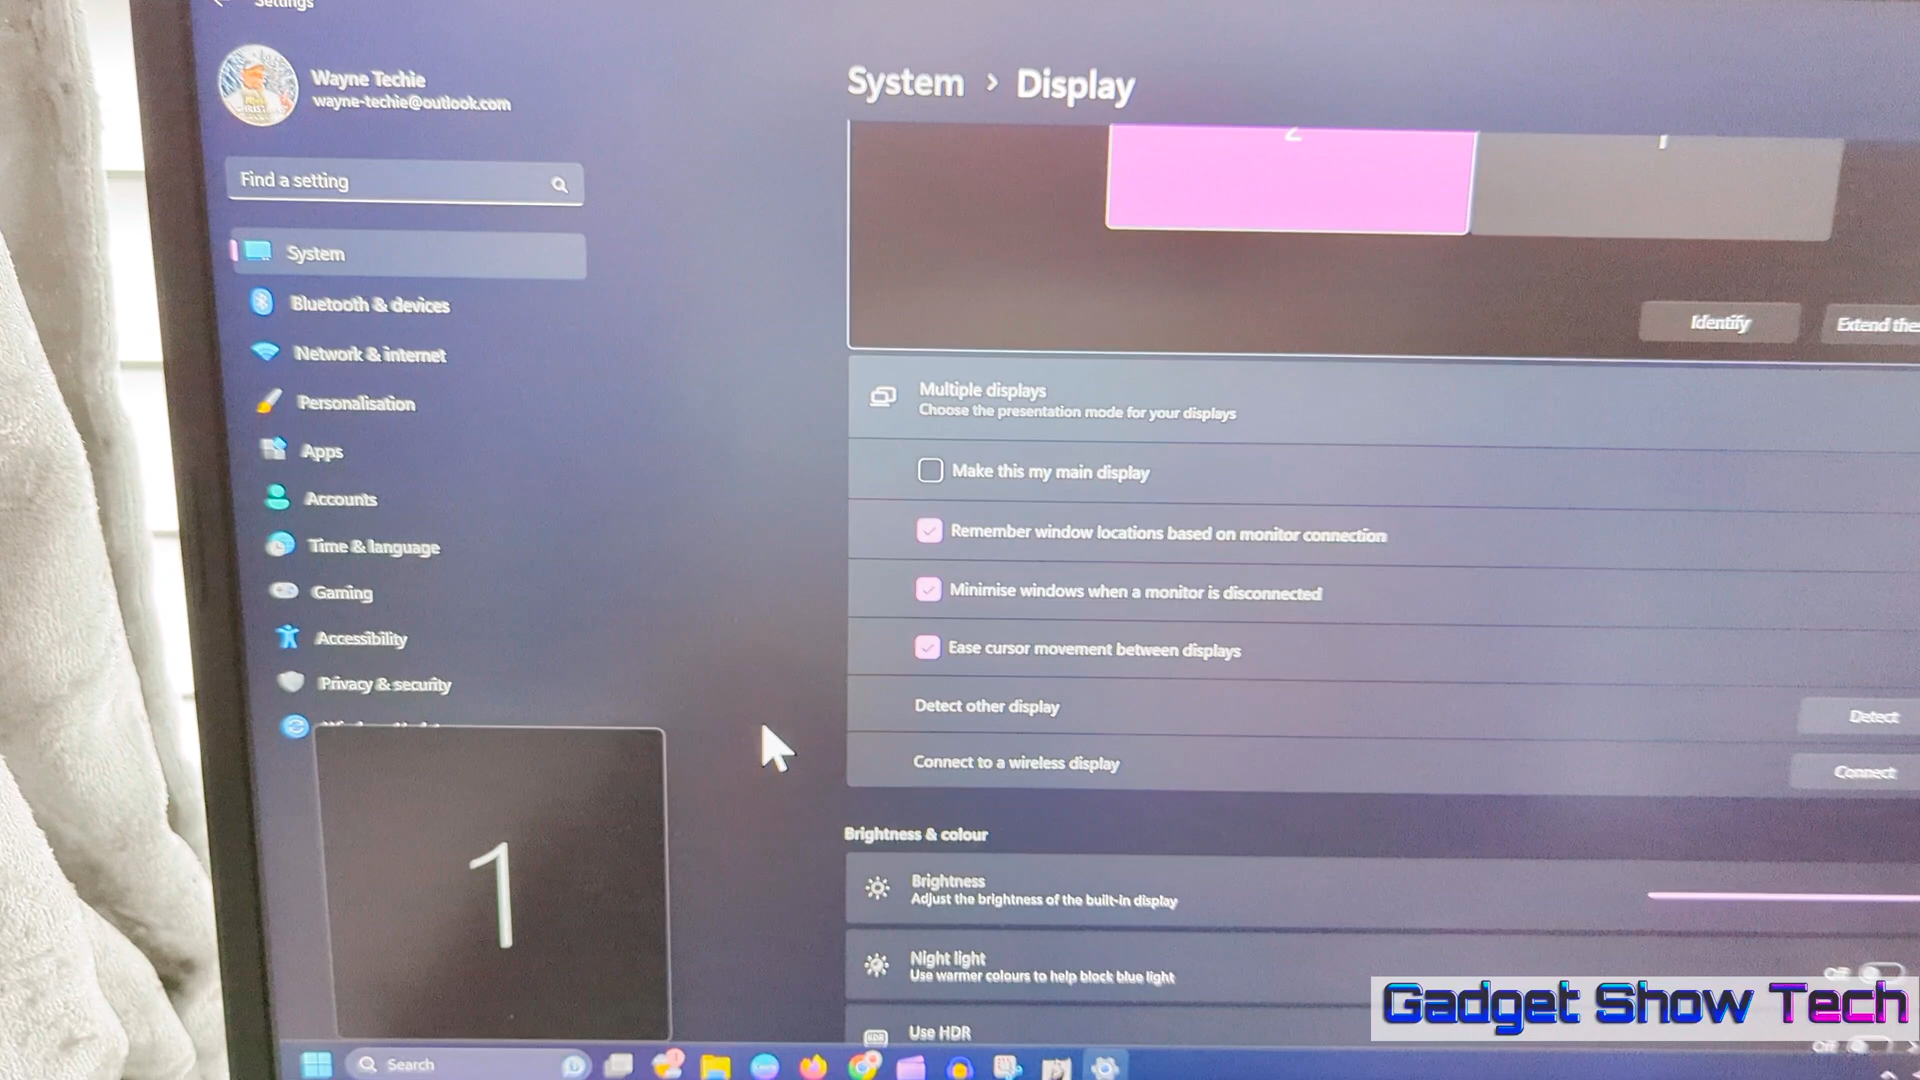 Settings
Wayne Techie
wayne-techie@outlook.com
Find a setting
System
Bluetooth & devices
Network & internet
Personalisation
Apps
Accounts
Time & language
Gaming
Accessibility
Privacy & security
1
System > Display
2
1
Identify
Extend these
Multiple displays
Choose the presentation mode for your displays
Make this my main display
Remember window locations based on monitor connection
Minimise windows when a monitor is disconnected
Ease cursor movement between displays
Detect other display
Detect
Connect to a wireless display
Connect
Brightness & colour
Brightness
Adjust the brightness of the built-in display
Night light
Use warmer colours to help block blue light
Off
Use HDR
Off
Search
Gadget Show Tech